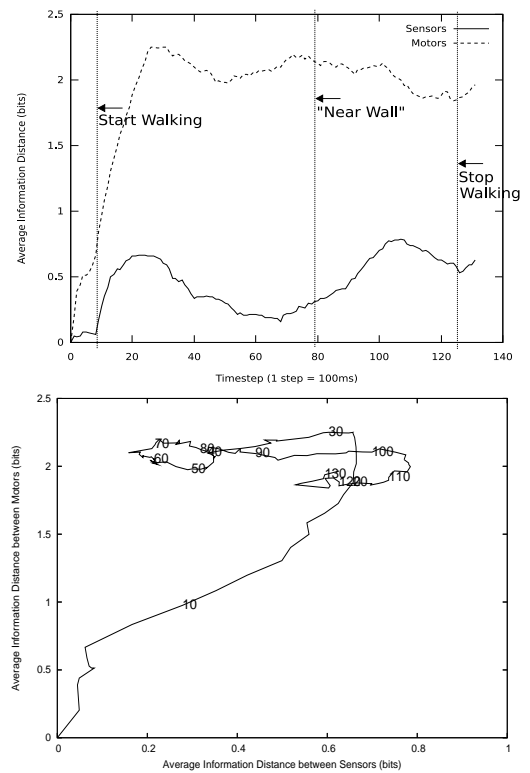 2.5
2
1.5
1
0.5
0
Average Information Distance (bits)
Sensors
Motors
Start Walking
"Near Wall"
Stop
Walking
0 20 40 60 80 100 120 140
Timestep (1 step = 100ms)
2.5
2
1.5
1
0.5
0
Average Information Distance between Motors (bits)
30
70
80
40
90
100
60
50
130
120
20
110
10
0 0.2 0.4 0.6 0.8 1
Average Information Distance between Sensors (bits)